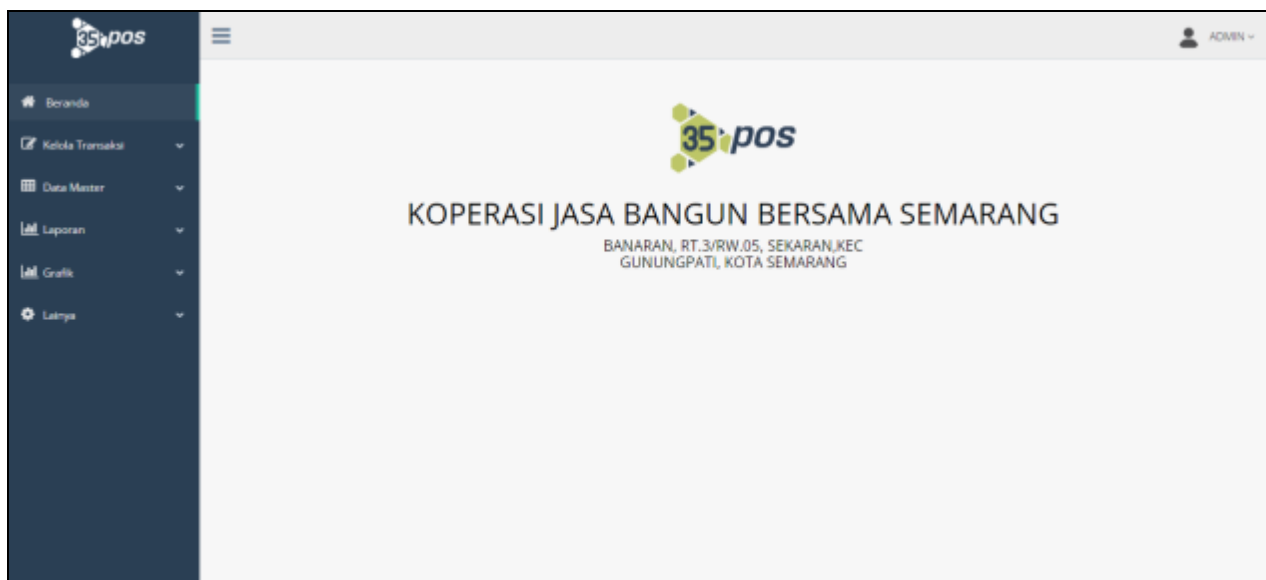 35 pos
ADMIN
Beranda
Kelola Transaksi
Data Master
Laporan
Grafik
Lainya
35 pos
KOPERASI JASA BANGUN BERSAMA SEMARANG
BANARAN, RT.3/RW.05, SEKARAN,KEC
GUNUNGPATI, KOTA SEMARANG